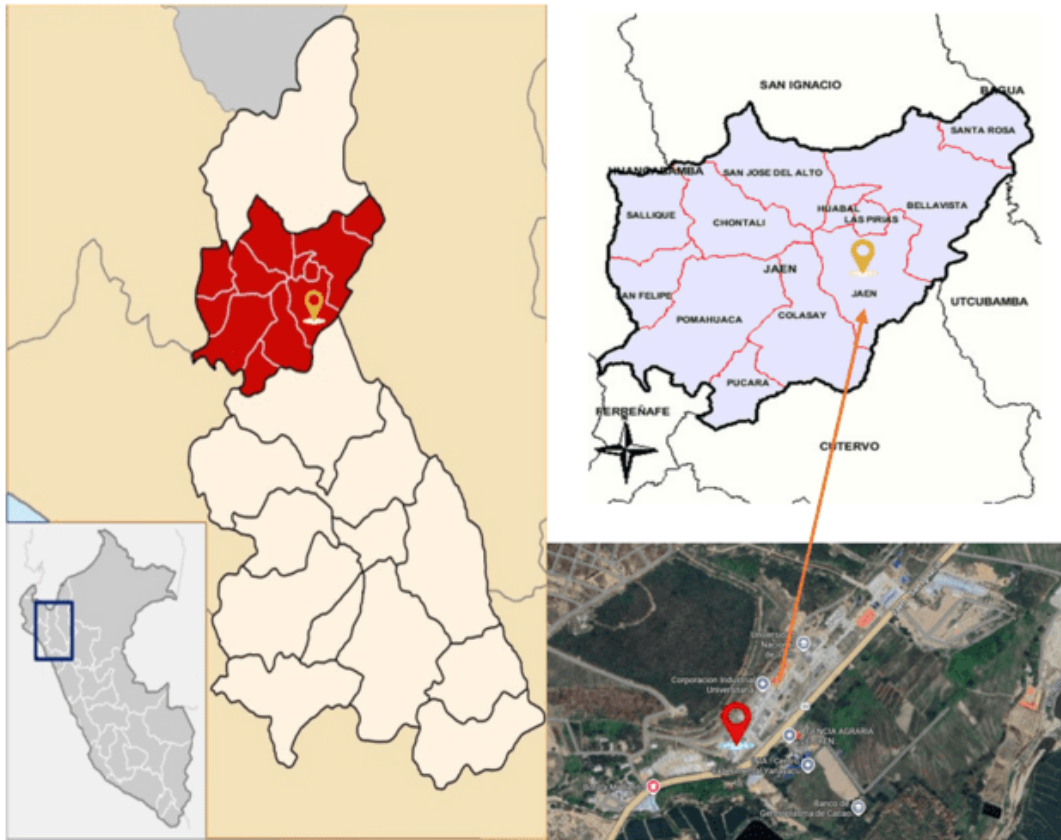 SAN IGNACIO
BAGUA
SANTA ROSA
HUANCABAMBA
SAN JOSE DEL ALTO
SALLIQUE
CHONTALI
HUABAL
LAS PIRIAS
BELLAVISTA
JAEN
JAEN
SAN FELIPE
POMAHUACA
COLASAY
UTCUBAMBA
PUCARA
FERREÑAFE
CUTERVO
Nacional
Corporacion Industrial
Universitaria
Banco de
Germoplasma de Cacao